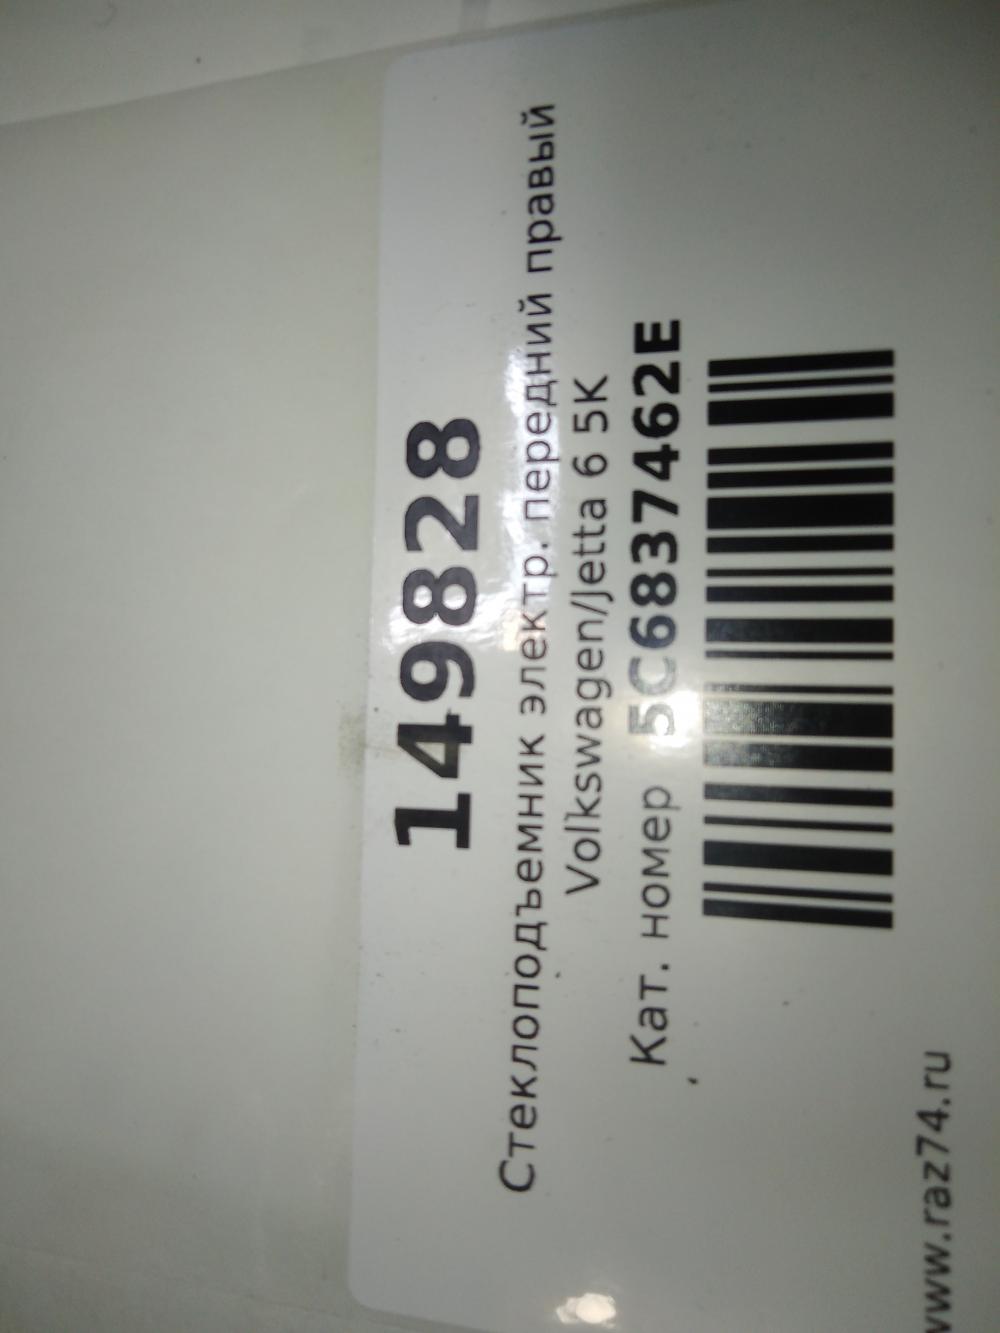 149828
Стеклоподъемник электр. передний правый
Volkswagen/Jetta 6 5K
Кат. номер 5C6837462E
www.raz74.ru